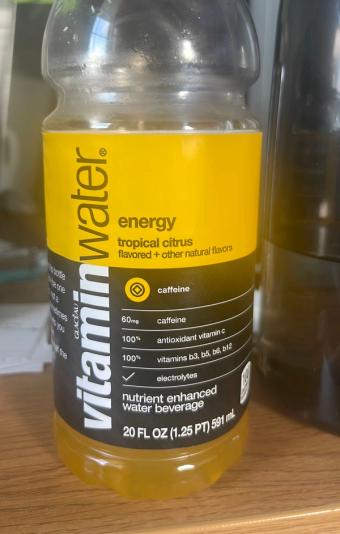 glacéau
vitaminwater®
energy
tropical citrus
flavored + other natural flavors
caffeine
60mg caffeine
100% antioxidant vitamin c
100% vitamins b3, b5, b6, b12
✓ electrolytes
nutrient enhanced
water beverage
20 FL OZ (1.25 PT) 591 mL